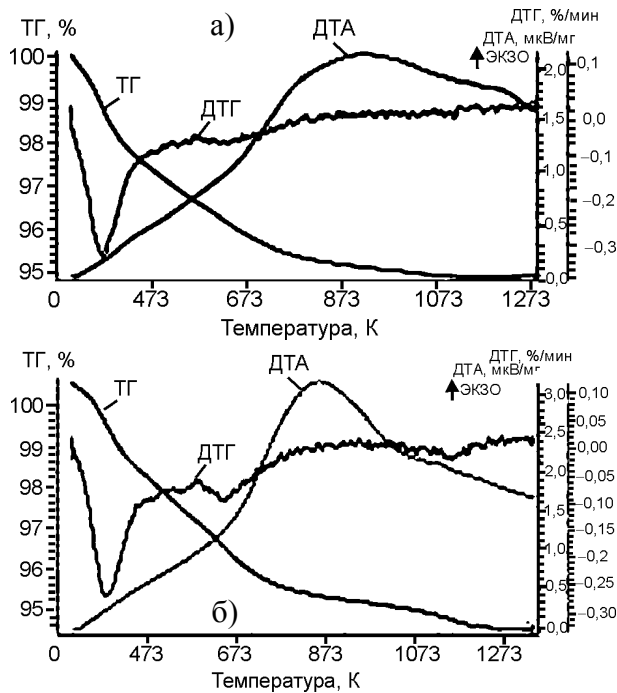 ТГ, %
а)
ДТГ, %/мин
ДТА, мкВ/мг
ЭКЗО
ДТА
ТГ
ДТГ
100
99
98
97
96
95
2,0
1,5
1,0
0,5
0,0
0,1
0,0
–0,1
–0,2
–0,3
0 473 673 873 1073 1273
Температура, К
ТГ, %
ДТГ, %/мин
ДТА, мкВ/мг
ЭКЗО
ДТА
ТГ
ДТГ
100
99
98
97
96
95
3,0
2,5
2,0
1,5
1,0
0,5
0,0
0,10
0,05
0,00
–0,05
–0,10
–0,15
–0,2
–0,25
–0,30
б)
0 473 673 873 1073 1273
Температура, К